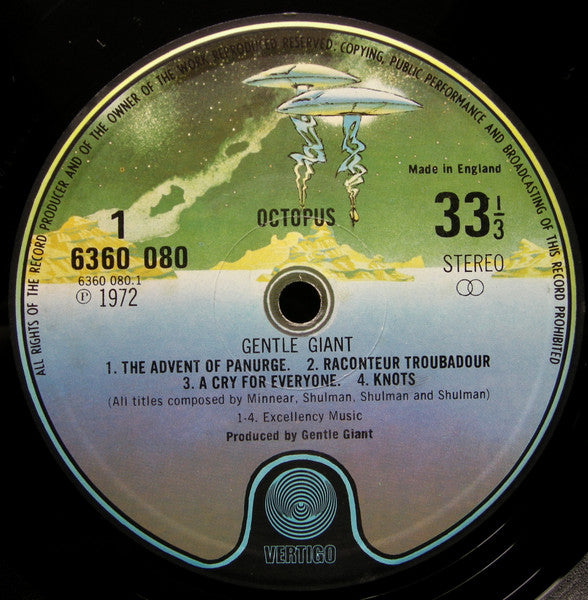 ALL RIGHTS OF THE RECORD PRODUCER AND OF THE OWNER OF THE WORK REPRODUCED RESERVED. COPYING, PUBLIC PERFORMANCE AND BROADCASTING OF THIS RECORD PROHIBITED
Made in England
1
OCTOPUS
33 1/3
6360 080
STEREO
6360 080.1
Ⓟ 1972
GENTLE GIANT
1. THE ADVENT OF PANURGE. 2. RACONTEUR TROUBADOUR
3. A CRY FOR EVERYONE. 4. KNOTS
(All titles composed by Minnear, Shulman, Shulman and Shulman)
1-4. Excellency Music
Produced by Gentle Giant
VERTIGO